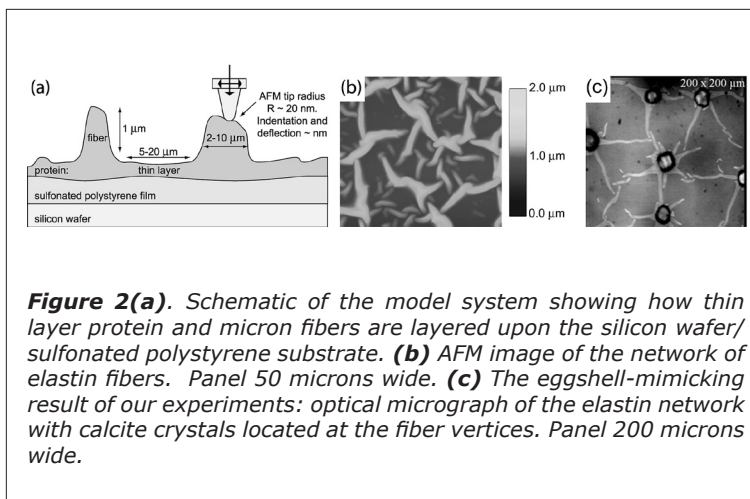 (a)
AFM tip radius
R ~ 20 nm.
Indentation and
deflection ~ nm
fiber
1 μm
5-20 μm
2-10 μm
protein:
thin layer
sulfonated polystyrene film
silicon wafer
(b)
2.0 μm
1.0 μm
0.0 μm
(c)
200 x 200 μm
Figure 2(a). Schematic of the model system showing how thin
layer protein and micron fibers are layered upon the silicon wafer/
sulfonated polystyrene substrate. (b) AFM image of the network of
elastin fibers. Panel 50 microns wide. (c) The eggshell-mimicking
result of our experiments: optical micrograph of the elastin network
with calcite crystals located at the fiber vertices. Panel 200 microns
wide.